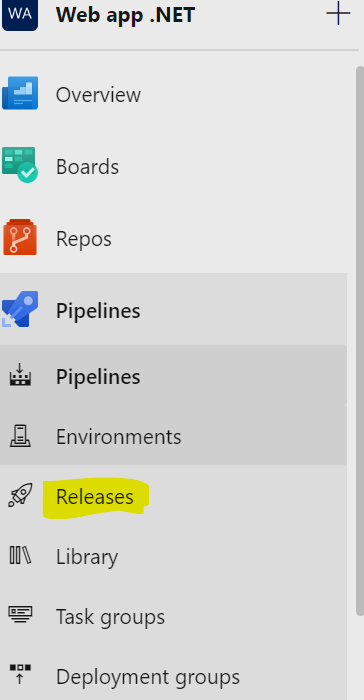 WA Web app .NET
Overview
Boards
Repos
Pipelines
Pipelines
Environments
Releases
Library
Task groups
Deployment groups